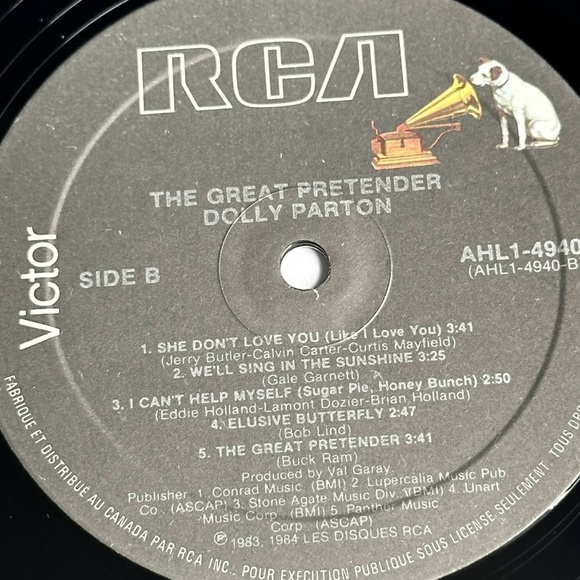 RCA
Victor
THE GREAT PRETENDER
DOLLY PARTON
SIDE B
AHL1-4940
(AHL1-4940-B
1. SHE DON'T LOVE YOU (Like I Love You) 3:41
(Jerry Butler-Calvin Carter-Curtis Mayfield)
2. WE'LL SING IN THE SUNSHINE 3:25
(Gale Garnett)
3. I CAN'T HELP MYSELF (Sugar Pie, Honey Bunch) 2:50
(Eddie Holland-Lamont Dozier-Brian Holland)
4. ELUSIVE BUTTERFLY 2:47
(Bob Lind)
5. THE GREAT PRETENDER 3:41
(Buck Ram)
Produced by Val Garay
Publisher 1. Conrad Music. (BMI) 2. Lupercalia Music Pub
Co. (ASCAP) 3. Stone Agate Music Div. (BMI) 4. Unart
Music Corp (BMI) 5. Panther Music
Corp. (ASCAP)
℗ 1983, 1984 LES DISQUES RCA
FABRIQUÉ ET DISTRIBUÉ AU CANADA PAR RCA INC., POUR EXECUTION PUBLIQUE SOUS LICENSE SEULEMENT. TOUS